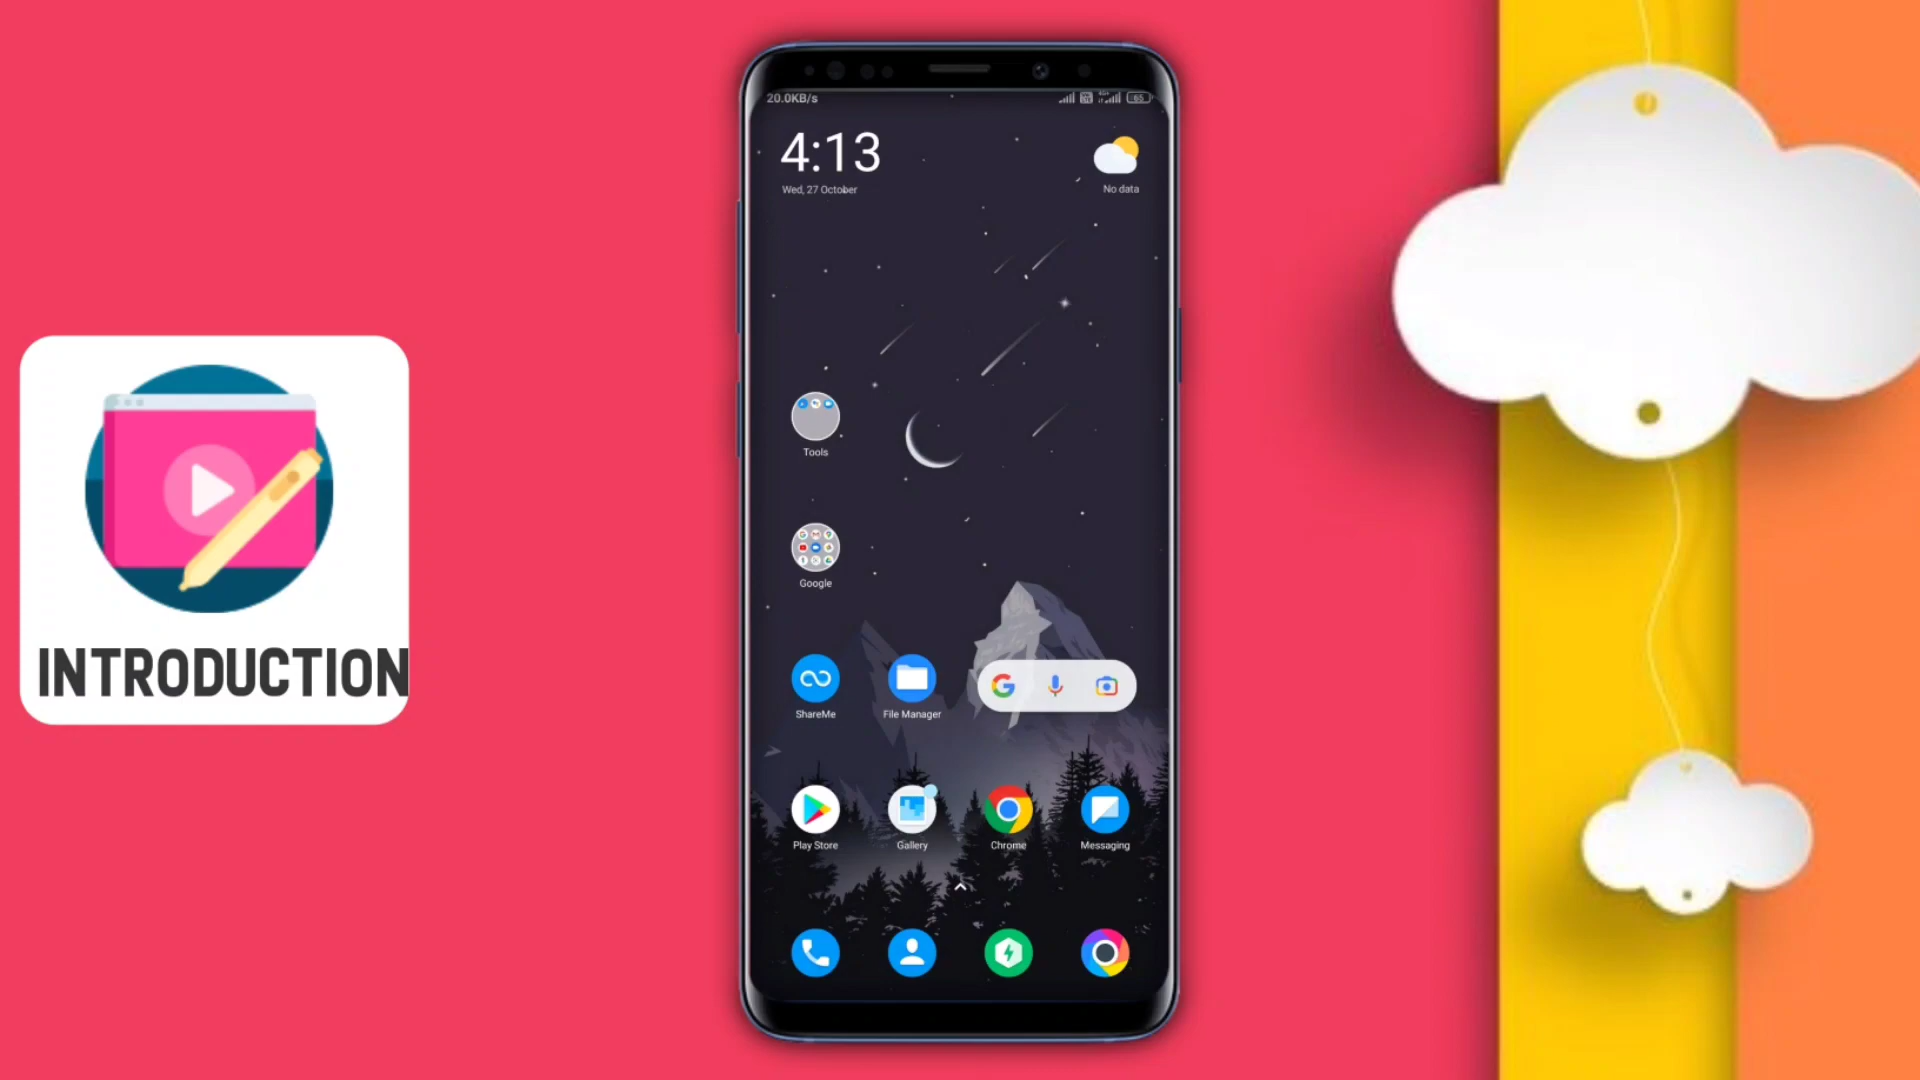 20.0KB/s
65
4:13
Wed, 27 October
No data
Tools
Google
INTRODUCTION
ShareMe
File Manager
Play Store
Gallery
Chrome
Messaging